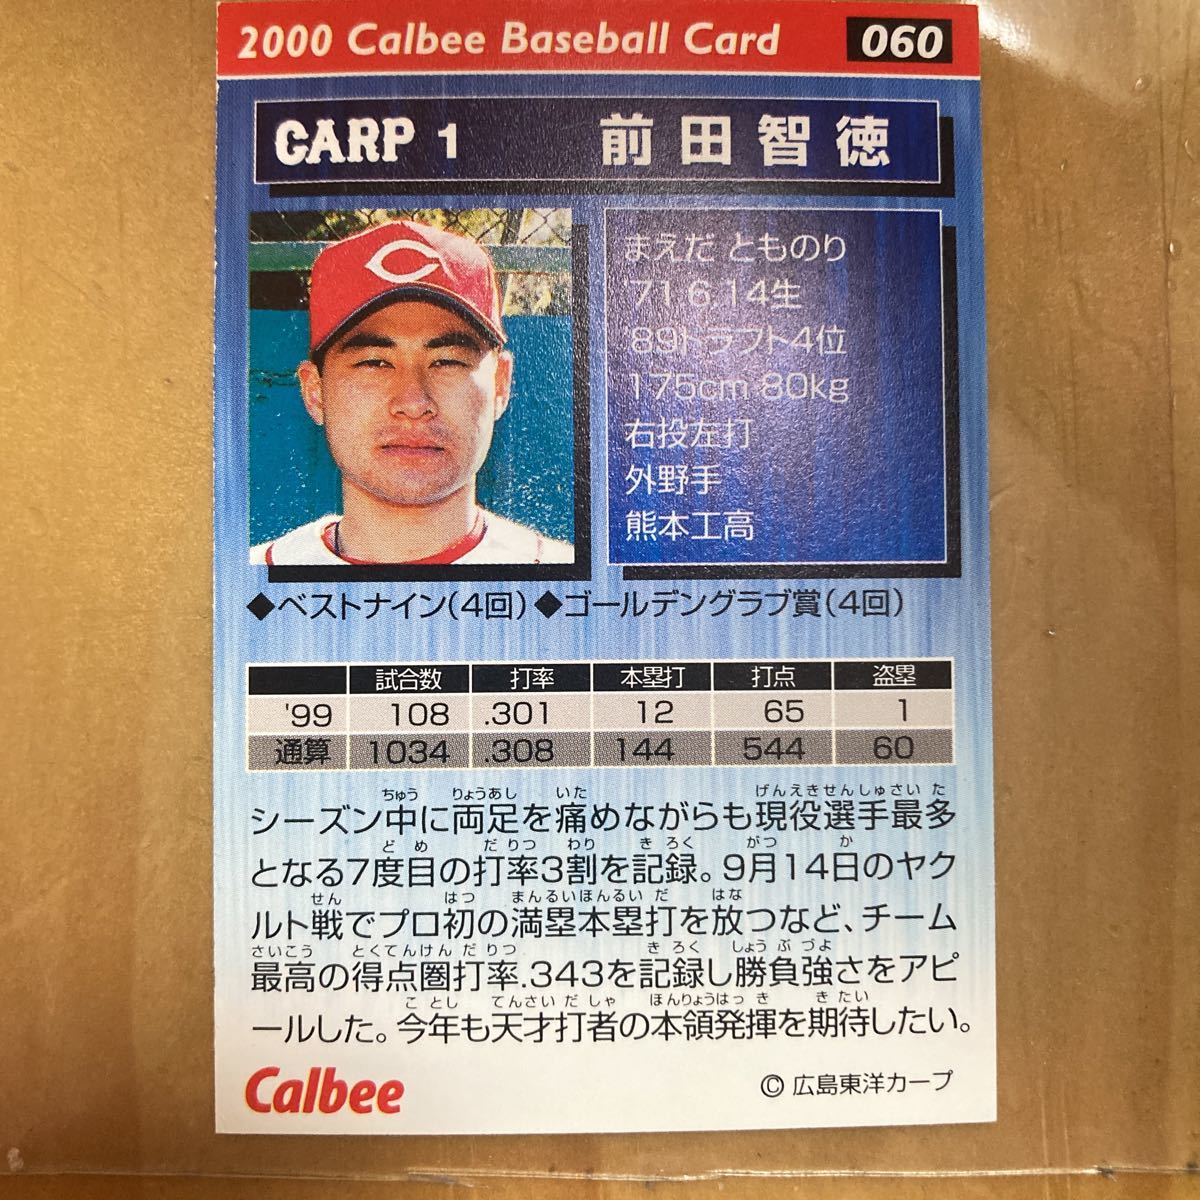 2000 Calbee Baseball Card 060
CARP 1 前田智徳
まえだ とものり
'71 6 14生
'89ドラフト4位
175cm 80kg
右投左打
外野手
熊本工高
◆ベストナイン(4回)◆ゴールデングラブ賞(4回)
試合数 打率 本塁打 打点 盗塁
'99 108 .301 12 65 1
通算 1034 .308 144 544 60
ちゅう りょうあし いた げんえきせんしゅさいた
シーズン中に両足を痛めながらも現役選手最多
どめ だりつ わり きろく がつ か
となる7度目の打率3割を記録。9月14日のヤク
せん はつ まんるいほんるいだ はな
ルト戦でプロ初の満塁本塁打を放つなど、チーム
さいこう とくてんけんだりつ きろく しょうぶづよ
最高の得点圏打率.343を記録し勝負強さをアピ
ことし てんさいだしゃ ほんりょうはっき きたい
ールした。今年も天才打者の本領発揮を期待したい。
Calbee © 広島東洋カープ